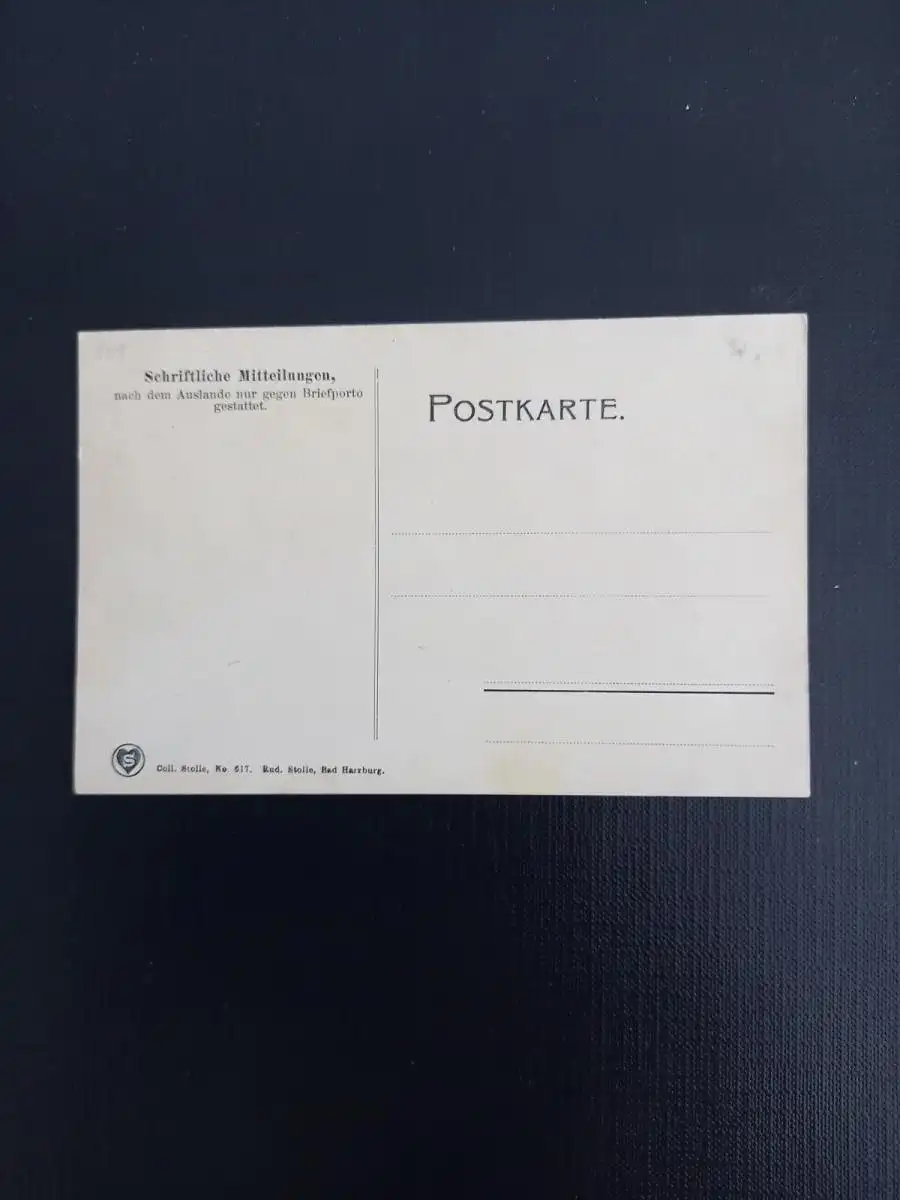 Schriftliche Mitteilungen,
nach dem Auslande nur gegen Briefporto
gestattet.
POSTKARTE.
S
Coll. Stolle, No. 617. Rud. Stolle, Bad Harzburg.